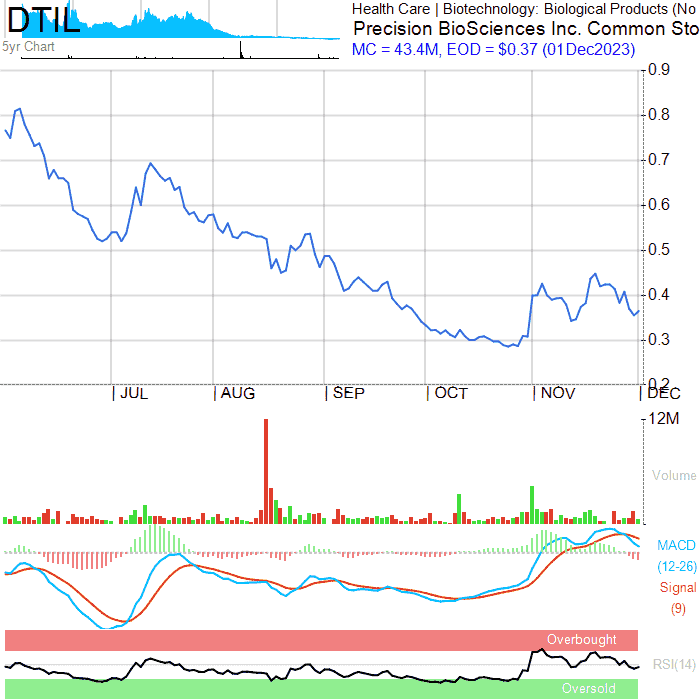 DTIL
5yr Chart
Health Care | Biotechnology: Biological Products (No
Precision BioSciences Inc. Common Sto
MC = 43.4M, EOD = $0.37 (01Dec2023)
0.9
0.8
0.7
0.6
0.5
0.4
0.3
0.2
JUL
AUG
SEP
OCT
NOV
DEC
12M
Volume
MACD
(12-26)
Signal
(9)
Overbought
RSI(14)
Oversold